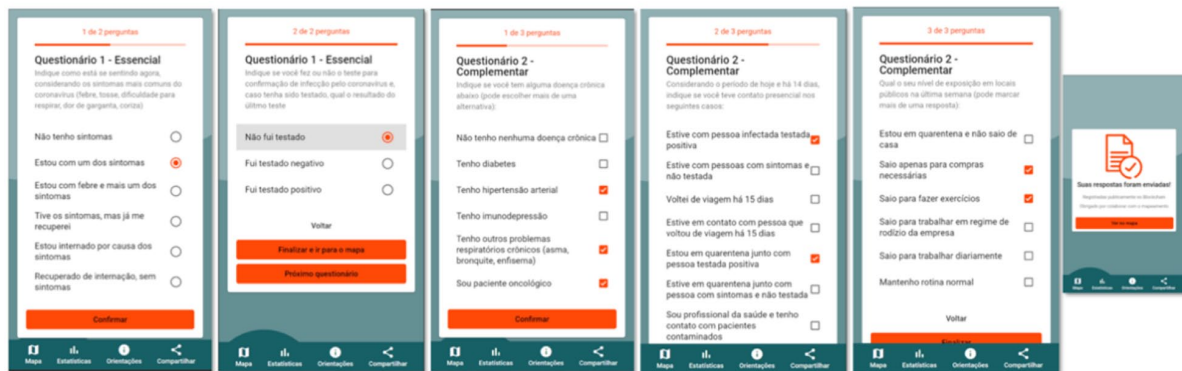 1 de 2 perguntas
Questionário 1 - Essencial
Indique como está se sentindo agora,
considerando os sintomas mais comuns do
coronavírus (febre, tosse, dificuldade para
respirar, dor de garganta, coriza)
Não tenho sintomas
Estou com um dos sintomas
Estou com febre e mais um dos
sintomas
Tive os sintomas, mas já me
recuperei
Estou internado por causa dos
sintomas
Recuperado de internação, sem
sintomas
Confirmar
Mapa Estatísticas Orientações Compartilhar
2 de 2 perguntas
Questionário 1 - Essencial
Indique se você fez ou não o teste para
confirmação de infecção pelo coronavírus e,
caso tenha sido testado, qual o resultado do
último teste
Não fui testado
Fui testado negativo
Fui testado positivo
Voltar
Finalizar e ir para o mapa
Próximo questionário
Mapa Estatísticas Orientações Compartilhar
1 de 3 perguntas
Questionário 2 -
Complementar
Indique se você tem alguma doença crônica
abaixo (pode escolher mais de uma
alternativa):
Não tenho nenhuma doença crônica
Tenho diabetes
Tenho hipertensão arterial
Tenho imunodepressão
Tenho outros problemas
respiratórios crônicos (asma,
bronquite, enfisema)
Sou paciente oncológico
Confirmar
Mapa Estatísticas Orientações Compartilhar
2 de 3 perguntas
Questionário 2 -
Complementar
Considerando o período de hoje e há 14 dias,
indique se você teve contato presencial nos
seguintes casos:
Estive com pessoa infectada testada
positiva
Estive com pessoas com sintomas e
não testada
Voltei de viagem há 15 dias
Estive em contato com pessoa que
voltou de viagem há 15 dias
Estou em quarentena junto com
pessoa testada positiva
Estive em quarentena junto com
pessoa com sintomas e não testada
Sou profissional da saúde e tenho
contato com pacientes
contaminados
Mapa Estatísticas Orientações Compartilhar
3 de 3 perguntas
Questionário 2 -
Complementar
Qual o seu nível de exposição em locais
públicos na última semana (pode marcar
mais de uma resposta):
Estou em quarentena e não saio de
casa
Saio apenas para compras
necessárias
Saio para fazer exercícios
Saio para trabalhar em regime de
rodízio da empresa
Saio para trabalhar diariamente
Mantenho rotina normal
Voltar
Finalizar
Mapa Estatísticas Orientações Compartilhar
Suas respostas foram enviadas!
Registradas publicamente no Blockchain
Obrigado por colaborar com o mapeamento.
Ver no mapa
Mapa Estatísticas Orientações Compartilhar